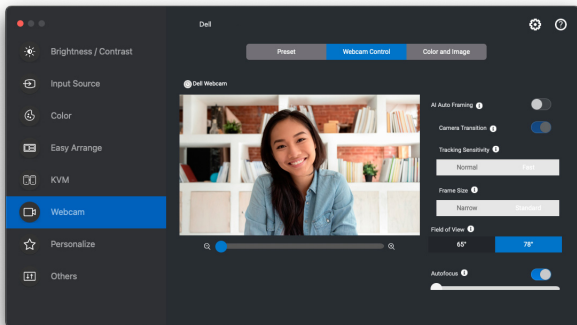 Dell
Brightness / Contrast
Input Source
Color
Easy Arrange
KVM
Webcam
Personalize
Others
Preset
Webcam Control
Color and Image
Dell Webcam
AI Auto Framing
Camera Transition
Tracking Sensitivity
Normal
Fast
Frame Size
Narrow
Standard
Field of View
65°
78°
Autofocus